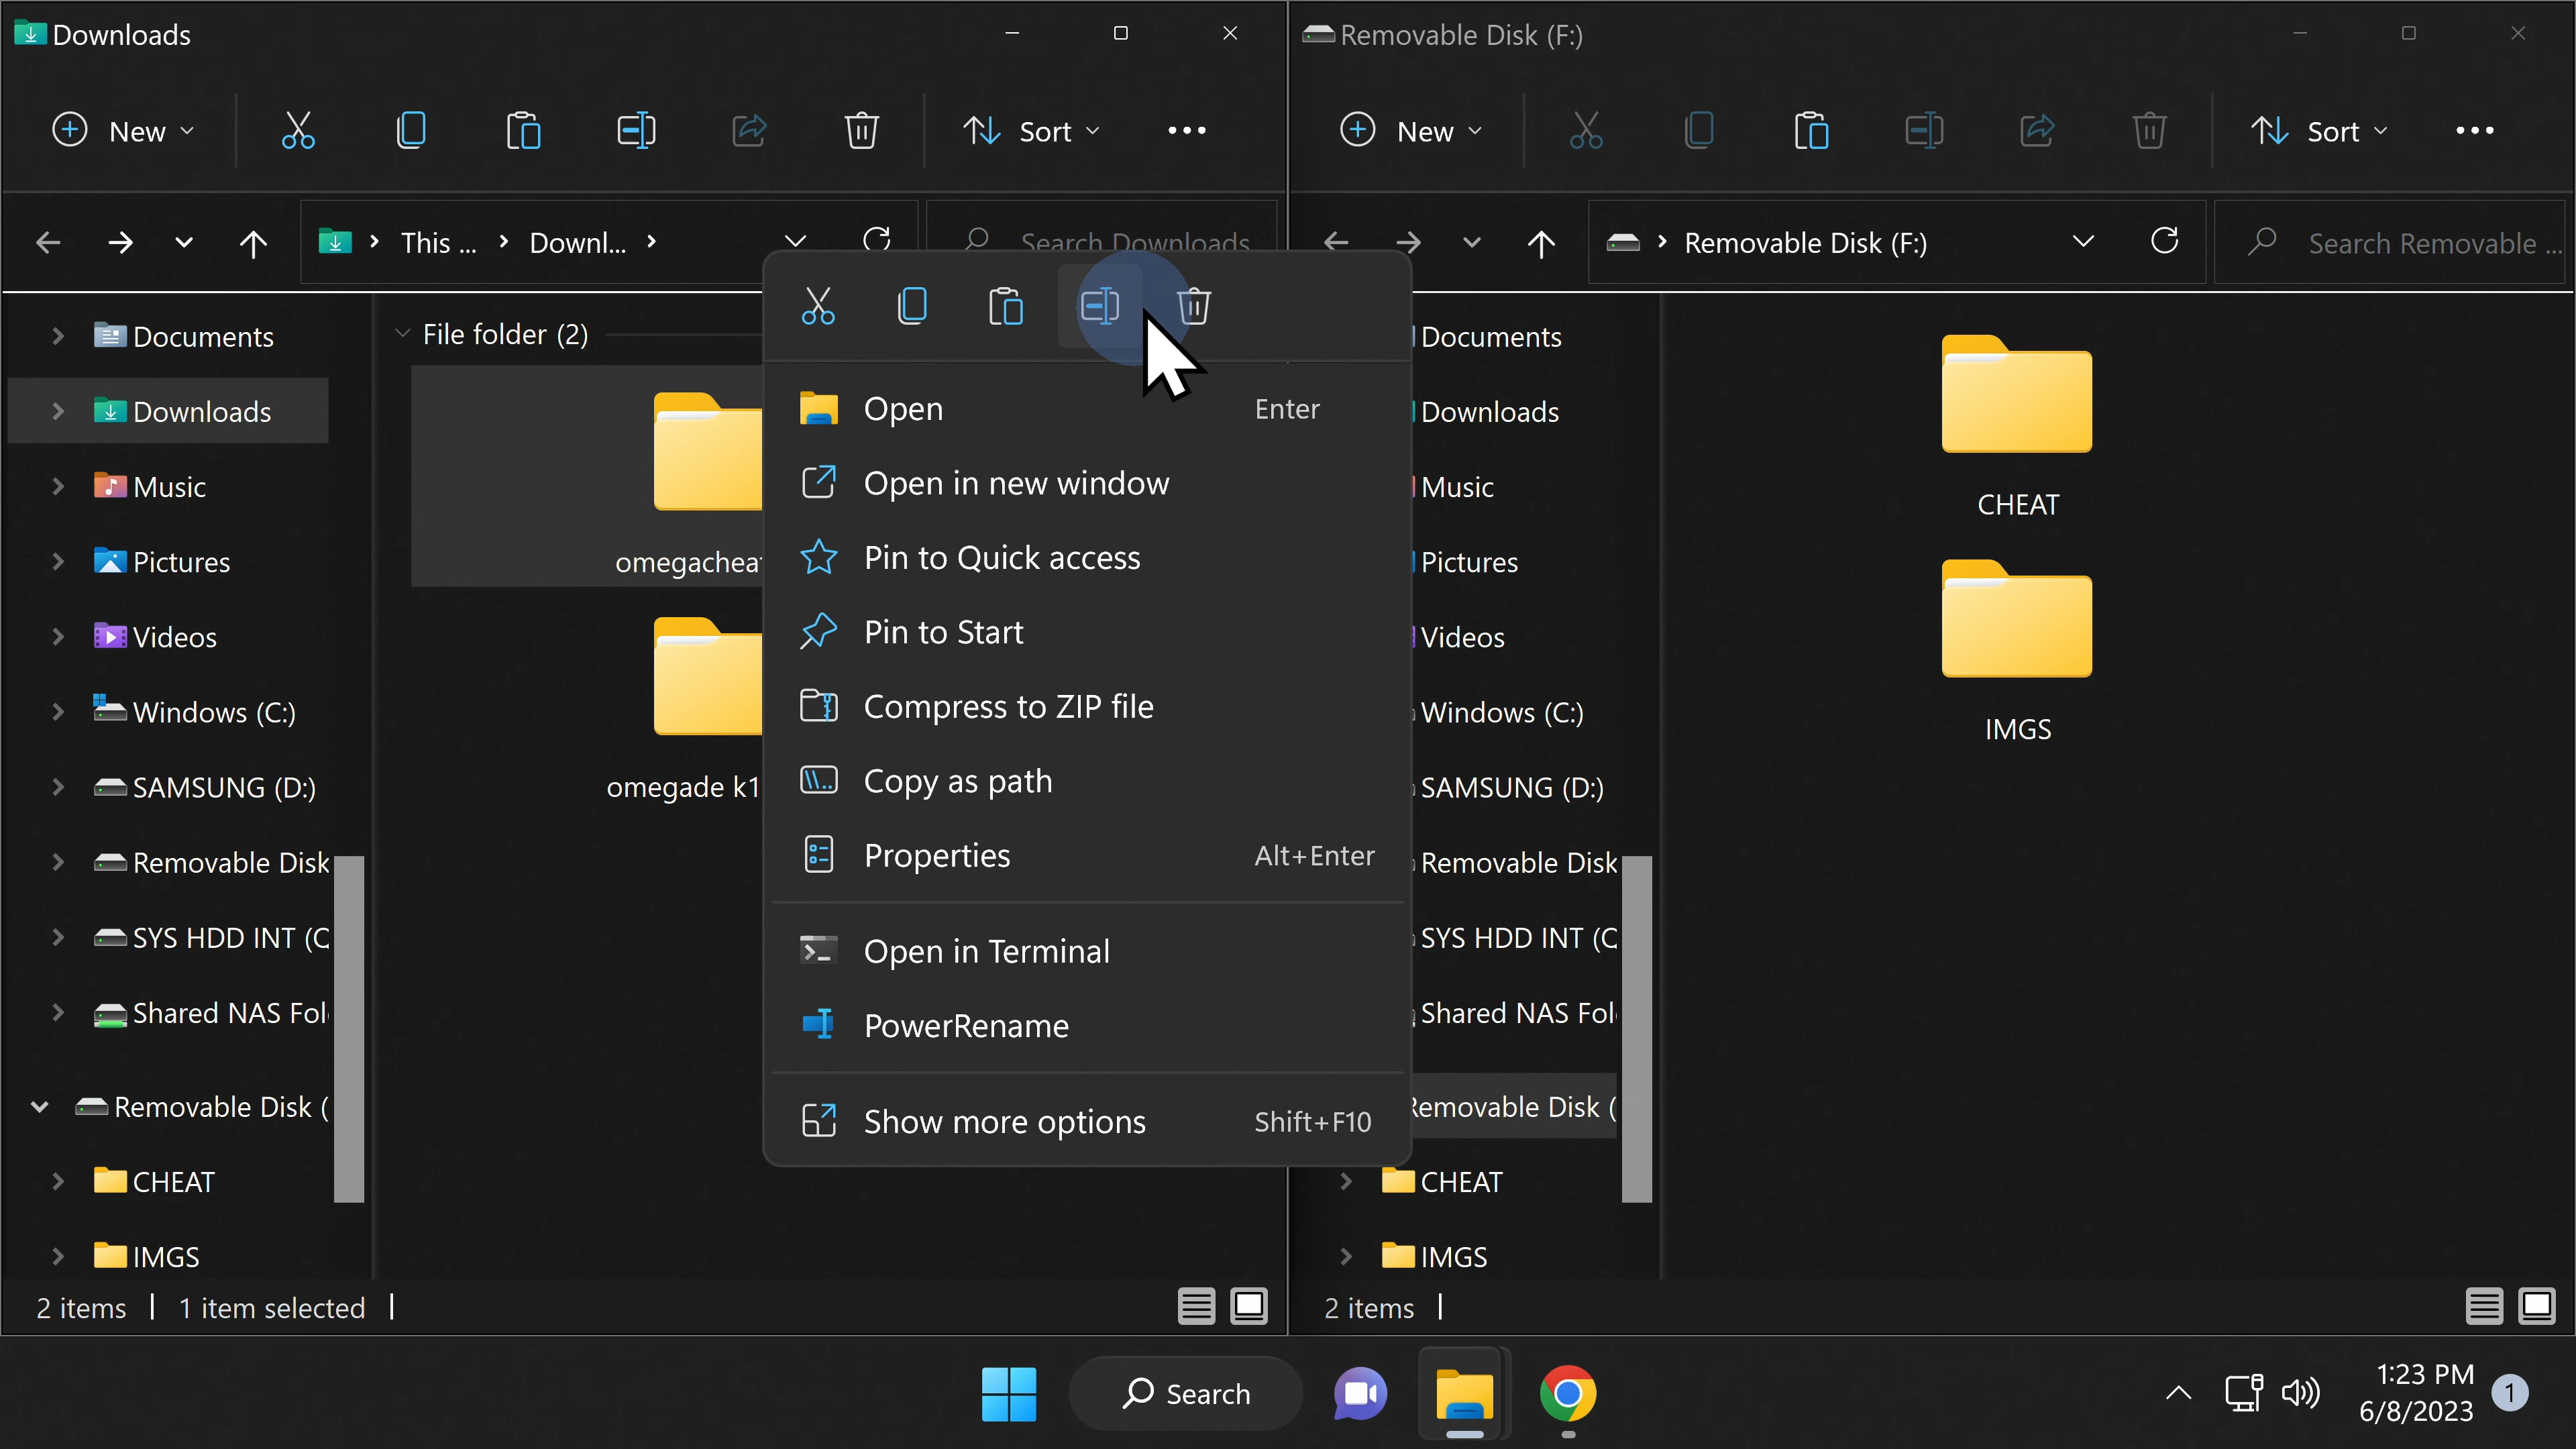 Downloads
New
Sort
This ...
Downl...
Search Downloads
File folder (2)
Documents
Downloads
Music
Pictures
Videos
Windows (C:)
SAMSUNG (D:)
Removable Disk
SYS HDD INT (
Shared NAS Fol
Removable Disk (
CHEAT
IMGS
omegachea
omegade k1
2 items
1 item selected
Open Enter
Open in new window
Pin to Quick access
Pin to Start
Compress to ZIP file
Copy as path
Properties Alt+Enter
Open in Terminal
PowerRename
Show more options Shift+F10
Removable Disk (F:)
New
Sort
Removable Disk (F:)
Search Removable ...
Documents
Downloads
Music
Pictures
Videos
Windows (C:)
SAMSUNG (D:)
Removable Disk
SYS HDD INT (
Shared NAS Fol
Removable Disk (
CHEAT
IMGS
CHEAT
IMGS
2 items
Search
1:23 PM
6/8/2023
1